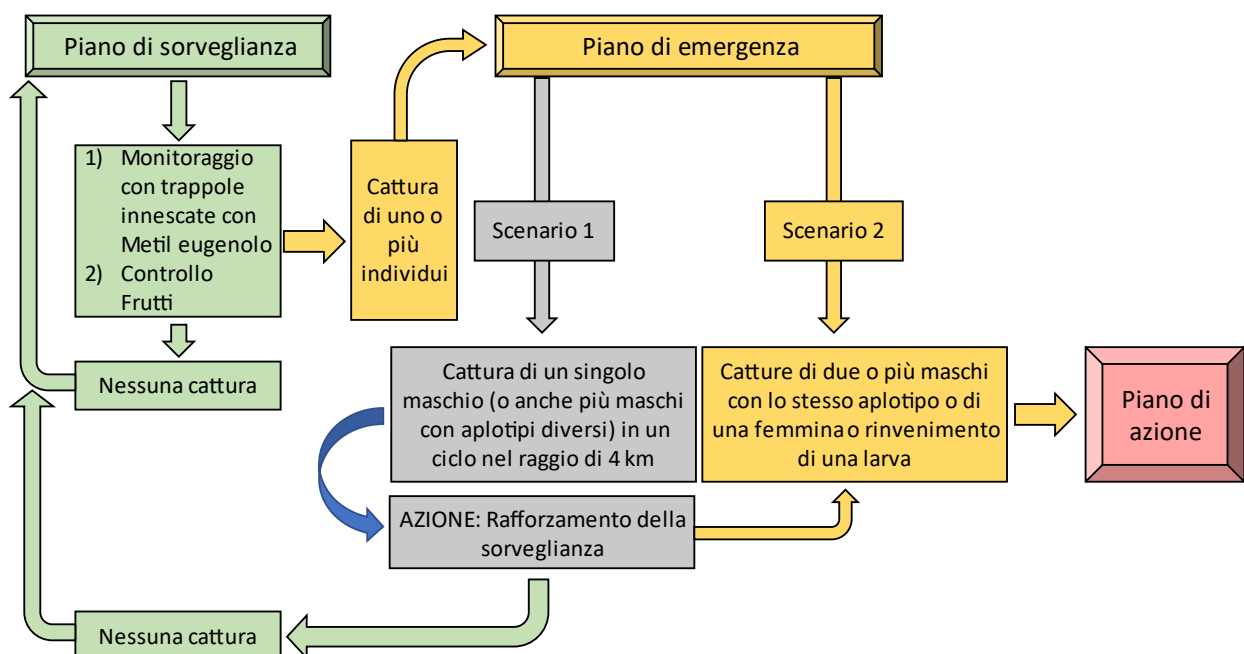 Piano di sorveglianza
Piano di emergenza
1) Monitoraggio
con trappole
innescate con
Metil eugenolo
2) Controllo
Frutti
Cattura
di uno o
più
individui
Scenario 1
Scenario 2
Nessuna cattura
Cattura di un singolo
maschio (o anche più maschi
con aplotipi diversi) in un
ciclo nel raggio di 4 km
Catture di due o più maschi
con lo stesso aplotipo o di
una femmina o rinvenimento
di una larva
Piano di
azione
AZIONE: Rafforzamento della
sorveglianza
Nessuna cattura